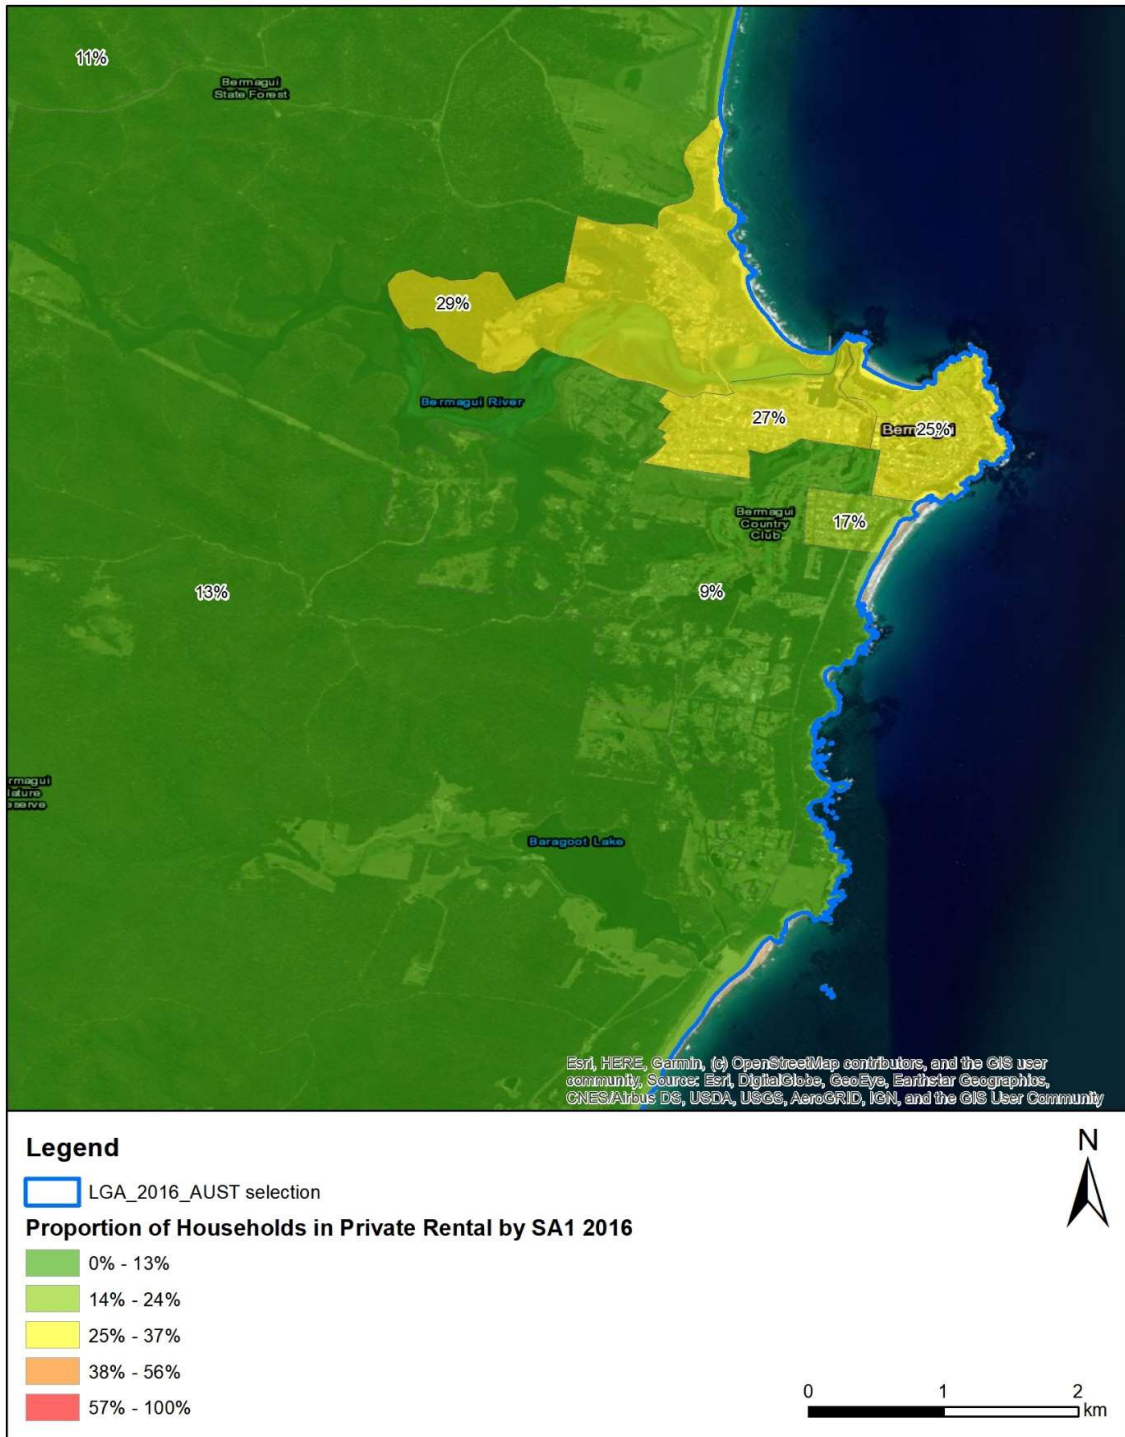 11%
Bermagui
State Forest
29%
Bermagui River
27%
Bermagui
25%
Bermagui
Country
Club
17%
13%
9%
rmagui
lature
eserve
Baragoot Lake
Esri, HERE, Garmin, (c) OpenStreetMap contributors, and the GIS user
community, Source: Esri, DigitalGlobe, GeoEye, Earthstar Geographics,
CNES/Airbus DS, USDA, USGS, AeroGRID, IGN, and the GIS User Community
Legend
N
LGA_2016_AUST selection
Proportion of Households in Private Rental by SA1 2016
0% - 13%
14% - 24%
25% - 37%
38% - 56%
57% - 100%
0 1 2
km